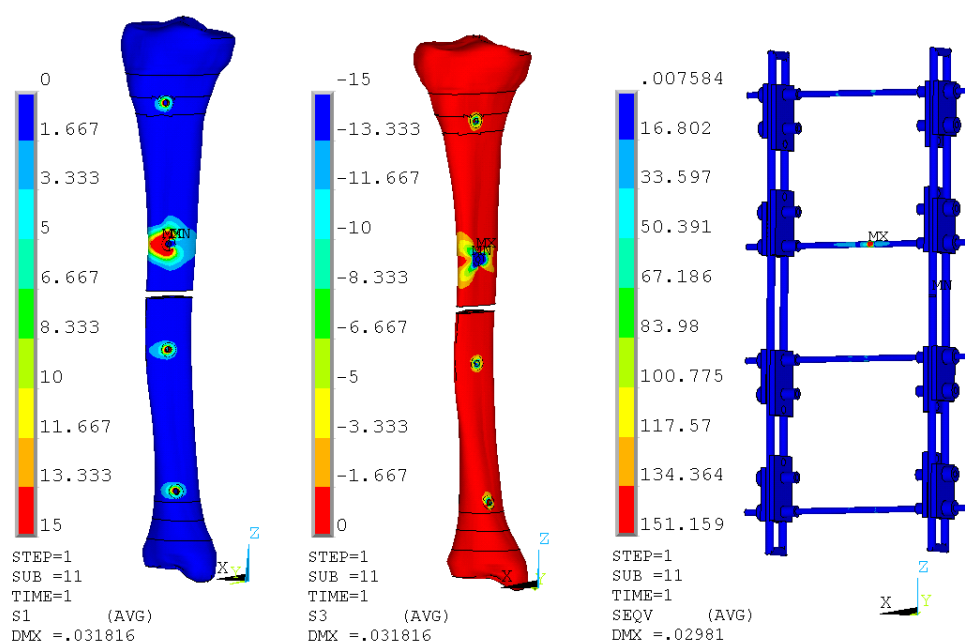 0
1.667
3.333
5
6.667
8.333
10
11.667
13.333
15
STEP=1
SUB =11
TIME=1
S1 (AVG)
DMX =.031816
MN
Z
X
Y
-15
-13.333
-11.667
-10
-8.333
-6.667
-5
-3.333
-1.667
0
STEP=1
SUB =11
TIME=1
S3 (AVG)
DMX =.031816
MX
MN
Z
X
Y
.007584
16.802
33.597
50.391
67.186
83.98
100.775
117.57
134.364
151.159
STEP=1
SUB =11
TIME=1
SEQV (AVG)
DMX =.02981
MX
MN
Z
X
Y